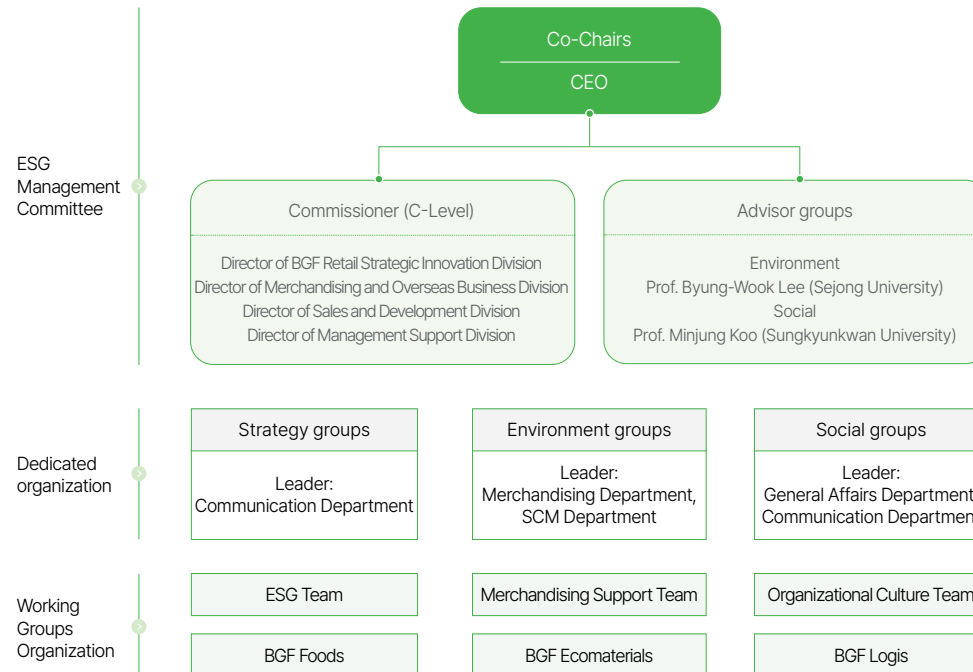 Co-Chairs
CEO
ESG
Management
Committee
Commissioner (C-Level)
Director of BGF Retail Strategic Innovation Division
Director of Merchandising and Overseas Business Division
Director of Sales and Development Division
Director of Management Support Division
Advisor groups
Environment
Prof. Byung-Wook Lee (Sejong University)
Social
Prof. Minjung Koo (Sungkyunkwan University)
Dedicated
organization
Strategy groups
Leader:
Communication Department
Environment groups
Leader:
Merchandising Department,
SCM Department
Social groups
Leader:
General Affairs Department
Communication Department
Working
Groups
Organization
ESG Team
Merchandising Support Team
Organizational Culture Team
BGF Foods
BGF Ecomaterials
BGF Logis